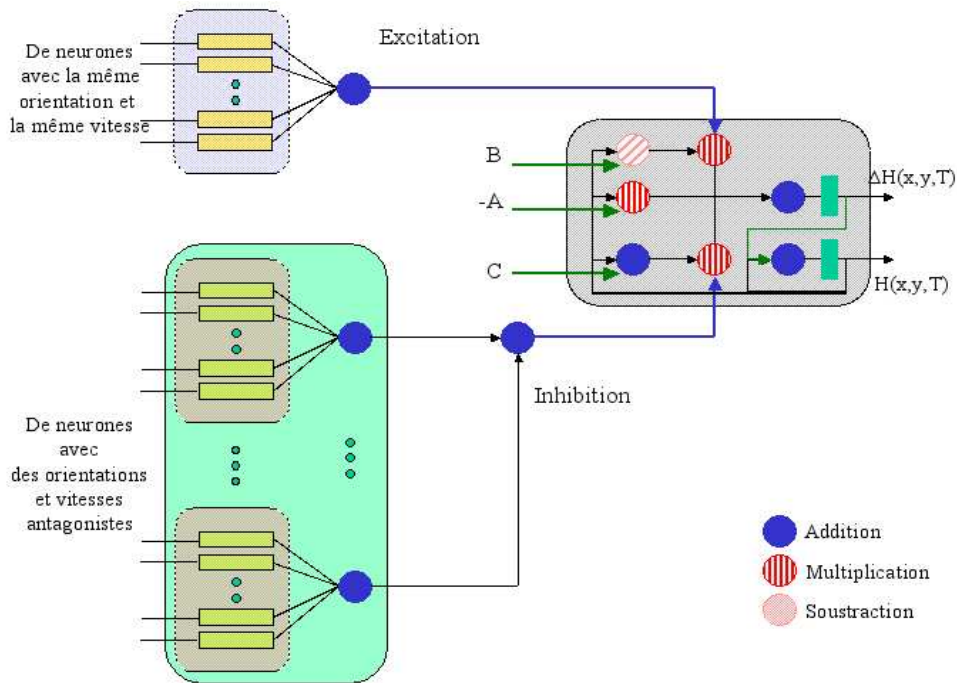 Excitation
De neurones
avec la même
orientation et
la même vitesse
B
-A
C
ΔH(x,y,T)
H(x,y,T)
Inhibition
De neurones
avec
des orientations
et vitesses
antagonistes
Addition
Multiplication
Soustraction